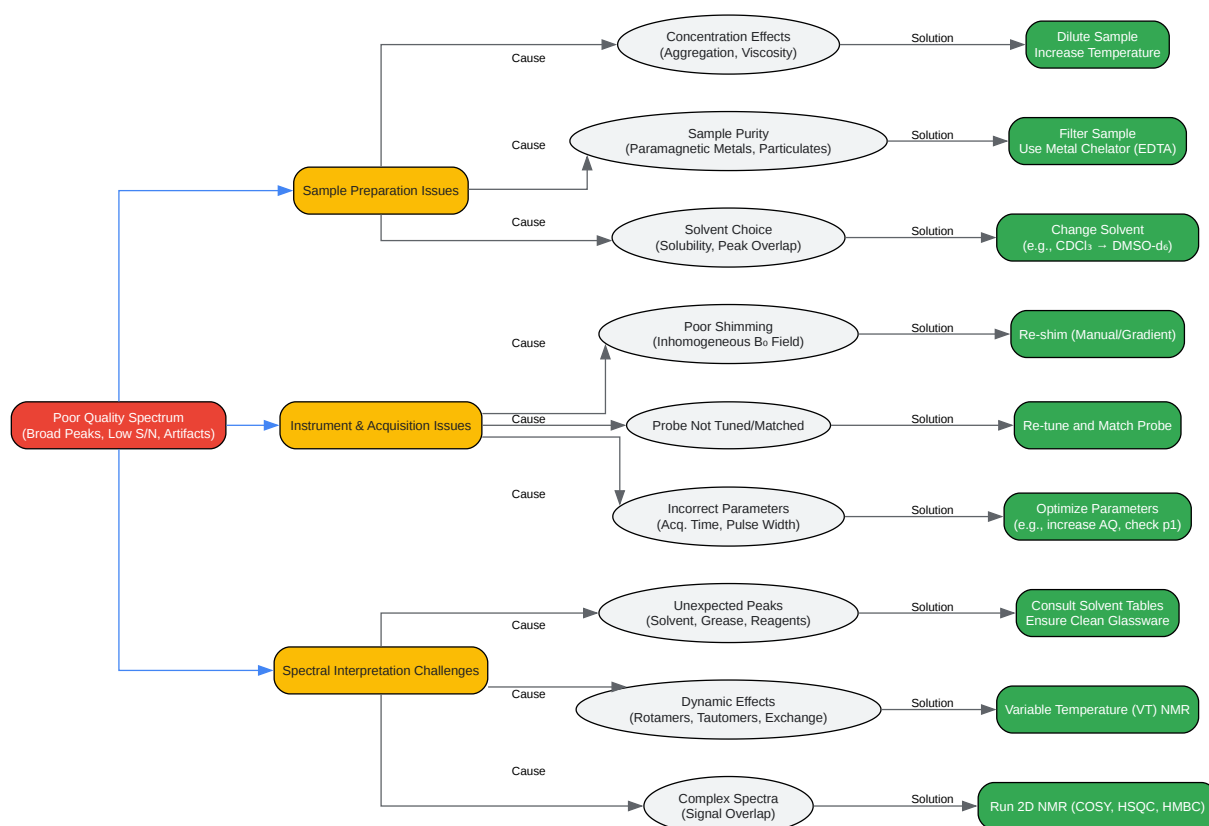 Concentration Effects
(Aggregation, Viscosity)
Cause
Solution
Dilute Sample
Increase Temperature
Sample Purity
(Paramagnetic Metals, Particulates)
Cause
Solution
Filter Sample
Use Metal Chelator (EDTA)
Sample Preparation Issues
Cause
Solvent Choice
(Solubility, Peak Overlap)
Solution
Change Solvent
(e.g., CDCl₃ → DMSO-d₆)
Cause
Poor Shimming
(Inhomogeneous B₀ Field)
Solution
Re-shim (Manual/Gradient)
Poor Quality Spectrum
(Broad Peaks, Low S/N, Artifacts)
Instrument & Acquisition Issues
Cause
Probe Not Tuned/Matched
Solution
Re-tune and Match Probe
Cause
Incorrect Parameters
(Acq. Time, Pulse Width)
Solution
Optimize Parameters
(e.g., increase AQ, check p1)
Unexpected Peaks
(Solvent, Grease, Reagents)
Cause
Solution
Consult Solvent Tables
Ensure Clean Glassware
Spectral Interpretation Challenges
Cause
Dynamic Effects
(Rotamers, Tautomers, Exchange)
Solution
Variable Temperature (VT) NMR
Cause
Complex Spectra
(Signal Overlap)
Solution
Run 2D NMR (COSY, HSQC, HMBC)